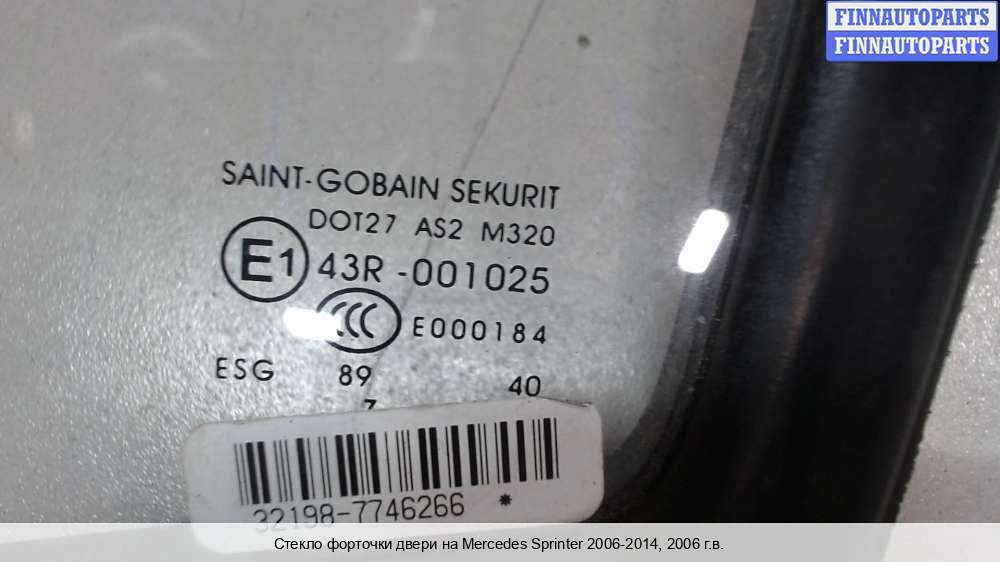 FINNAUTOPARTS
FINNAUTOPARTS
SAINT-GOBAIN SEKURIT
DOT27 AS2 M320
E1 43R -001025
CCC E000184
ESG 89 40
32198-7746266 *
Стекло форточки двери на Mercedes Sprinter 2006-2014, 2006 г.в.